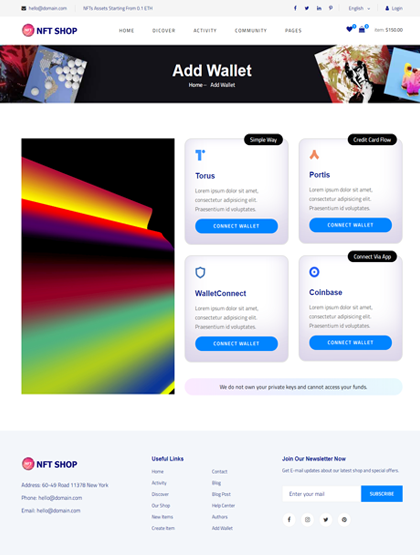 hello@domain.com
NFTs Assets Starting From 0.1 ETH
English
Login
NFT SHOP
HOME
DICOVER
ACTIVITY
COMMUNITY
PAGES
0
0
item: $150.00
Add Wallet
Home
Add Wallet
Simple Way
Torus
Lorem ipsum dolor sit amet,
consectetur adipisicing elit.
Praesentium id voluptates.
CONNECT WALLET
Credit Card Flow
Portis
Lorem ipsum dolor sit amet,
consectetur adipisicing elit.
Praesentium id voluptates.
CONNECT WALLET
WalletConnect
Lorem ipsum dolor sit amet,
consectetur adipisicing elit.
Praesentium id voluptates.
CONNECT WALLET
Connect Via App
Coinbase
Lorem ipsum dolor sit amet,
consectetur adipisicing elit.
Praesentium id voluptates.
CONNECT WALLET
We do not own your private keys and cannot access your funds.
NFT SHOP
Address: 60-49 Road 11378 New York
Phone: hello@domain.com
Email: hello@domain.com
Useful Links
Home
Activity
Discover
Our Shop
New Items
Create Item
Contact
Blog
Blog Post
Help Center
Authors
Add Wallet
Join Our Newsletter Now
Get E-mail updates about our latest shop and special offers.
Enter your mail
SUBSCRIBE